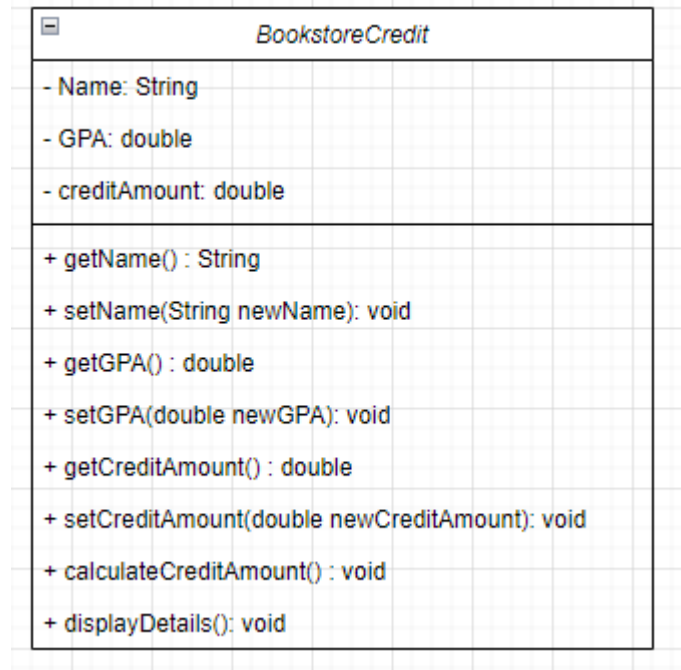 BookstoreCredit
- Name: String
- GPA: double
- creditAmount: double
+ getName() : String
+ setName(String newName): void
+ getGPA() : double
+ setGPA(double newGPA): void
+ getCreditAmount() : double
+ setCreditAmount(double newCreditAmount): void
+ calculateCreditAmount() : void
+ displayDetails(): void